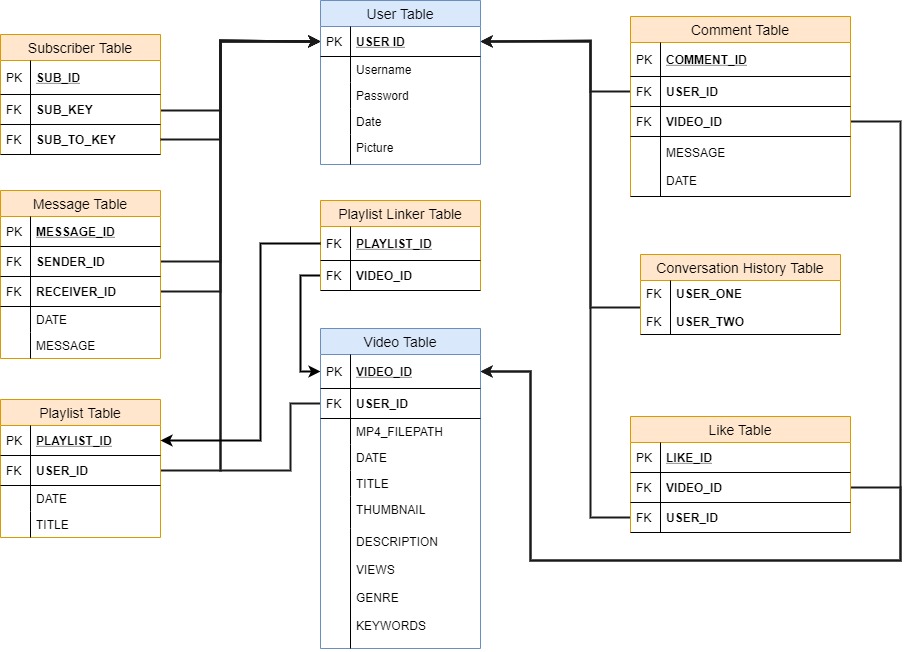 User Table
PK USER ID
Username
Password
Date
Picture
Subscriber Table
PK SUB_ID
FK SUB_KEY
FK SUB_TO_KEY
Comment Table
PK COMMENT_ID
FK USER_ID
FK VIDEO_ID
MESSAGE
DATE
Message Table
PK MESSAGE_ID
FK SENDER_ID
FK RECEIVER_ID
DATE
MESSAGE
Playlist Linker Table
FK PLAYLIST_ID
FK VIDEO_ID
Conversation History Table
FK USER_ONE
FK USER_TWO
Video Table
PK VIDEO_ID
FK USER_ID
MP4_FILEPATH
DATE
TITLE
THUMBNAIL
DESCRIPTION
VIEWS
GENRE
KEYWORDS
Playlist Table
PK PLAYLIST_ID
FK USER_ID
DATE
TITLE
Like Table
PK LIKE_ID
FK VIDEO_ID
FK USER_ID